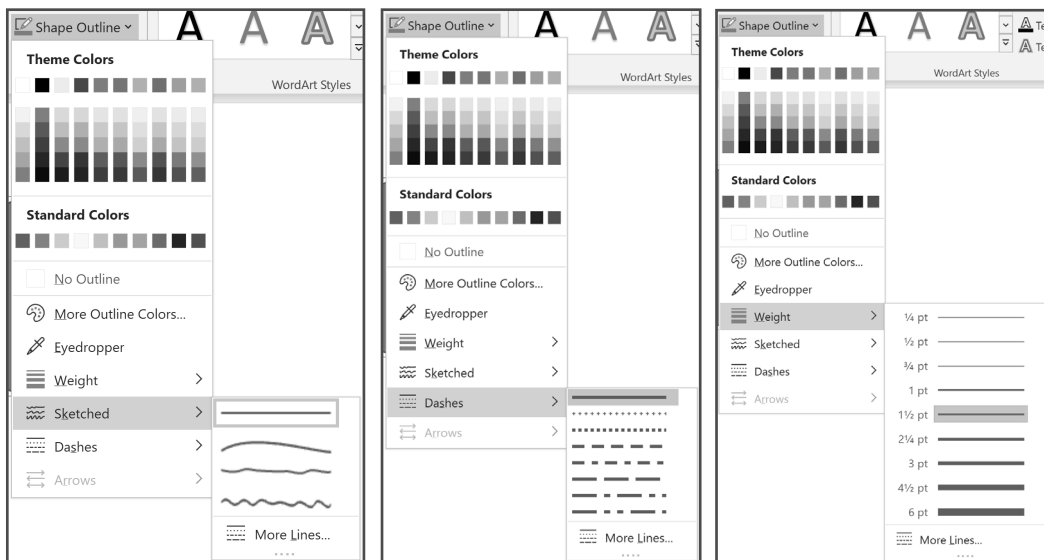 Shape Outline
A A A
Theme Colors
WordArt Styles
Standard Colors
No Outline
More Outline Colors...
Eyedropper
Weight
Sketched
Dashes
Arrows
More Lines...
Shape Outline
A A A
Theme Colors
WordArt Styles
Standard Colors
No Outline
More Outline Colors...
Eyedropper
Weight
Sketched
Dashes
Arrows
More Lines...
Shape Outline
A A A
A Te
A Te
Theme Colors
WordArt Styles
Standard Colors
No Outline
More Outline Colors...
Eyedropper
Weight
Sketched
Dashes
Arrows
¼ pt
½ pt
¾ pt
1 pt
1½ pt
2¼ pt
3 pt
4½ pt
6 pt
More Lines...